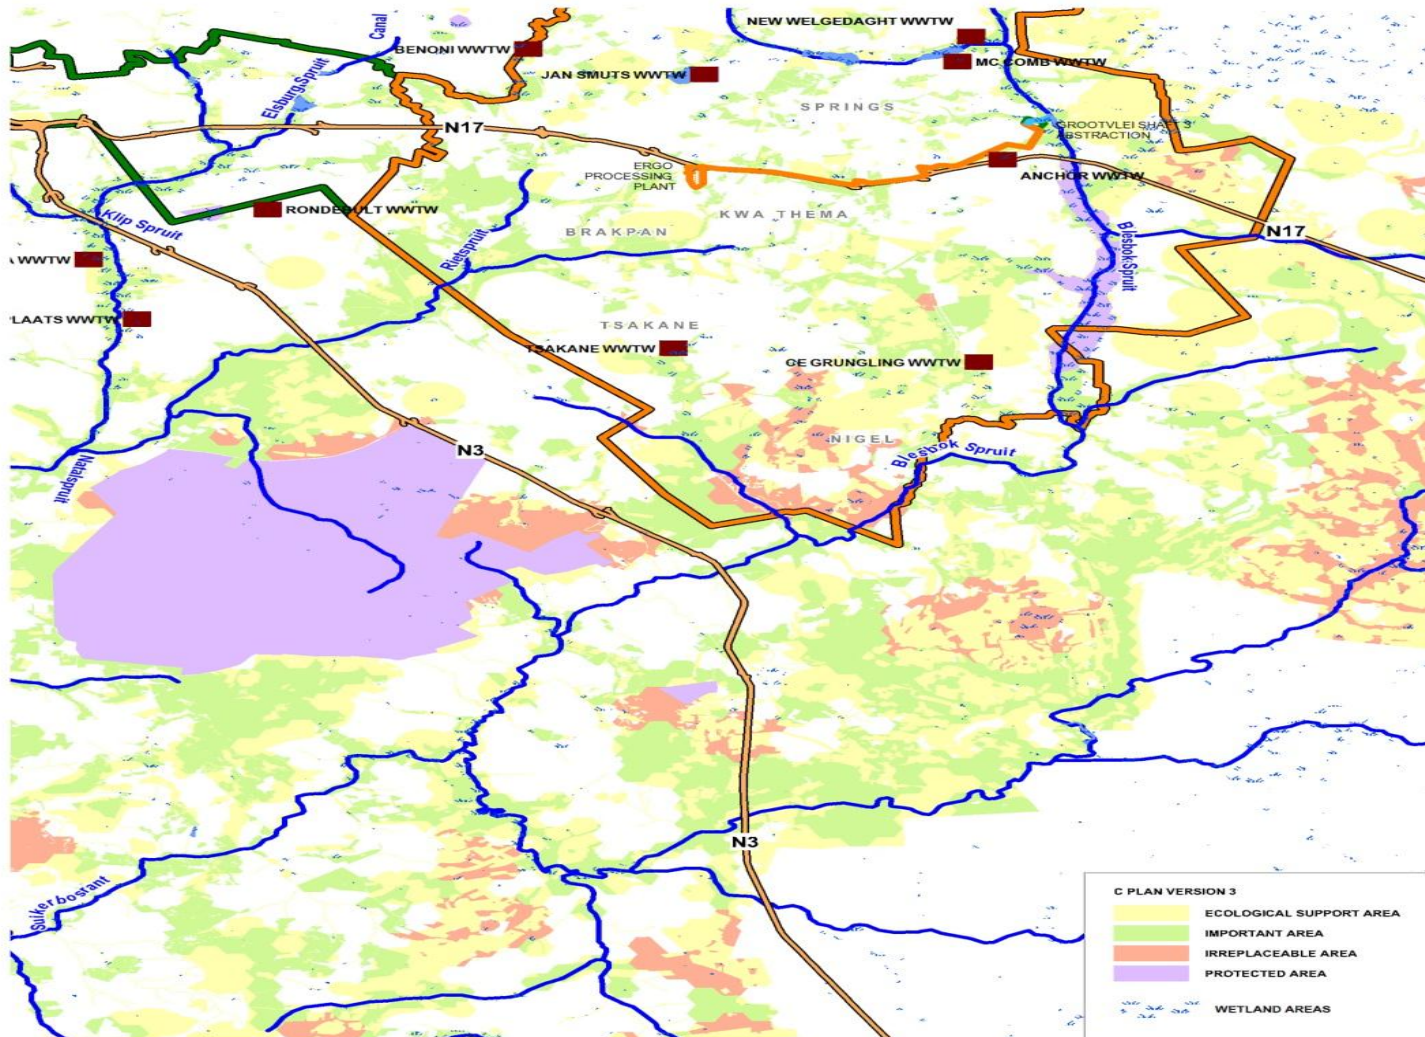 NEW WELGEDAGHT WWTW
Canal
BENONI WWTW
JAN SMUTS WWTW
MC COMB WWTW
Elsburg Spruit
SPRINGS
N17
GROOTVLEI SHAFT 3
ABSTRACTION
ERGO
PROCESSING
PLANT
ANCHOR WWTW
RONDEBULT WWTW
KWA THEMA
Klip Spruit
BRAKPAN
N17
Rietspruit
Blesbok Spruit
A WWTW
PLAATS WWTW
TSAKANE
TSAKANE WWTW
CE GRUNGLING WWTW
NIGEL
N3
Blesbok Spruit
Natalspruit
N3
Suikerbosrant
C PLAN VERSION 3
ECOLOGICAL SUPPORT AREA
IMPORTANT AREA
IRREPLACEABLE AREA
PROTECTED AREA
WETLAND AREAS